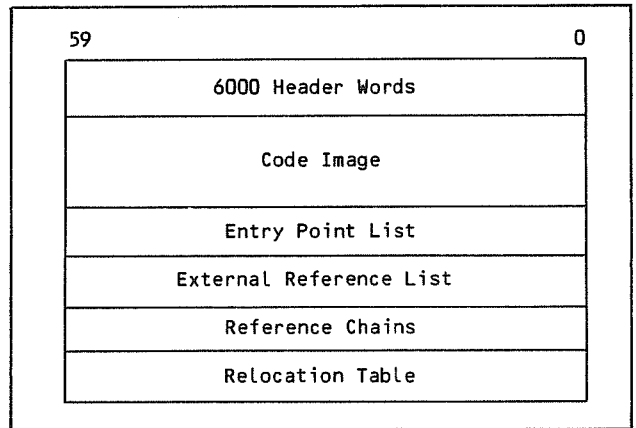 59 0
6000 Header Words
Code Image
Entry Point List
External Reference List
Reference Chains
Relocation Table